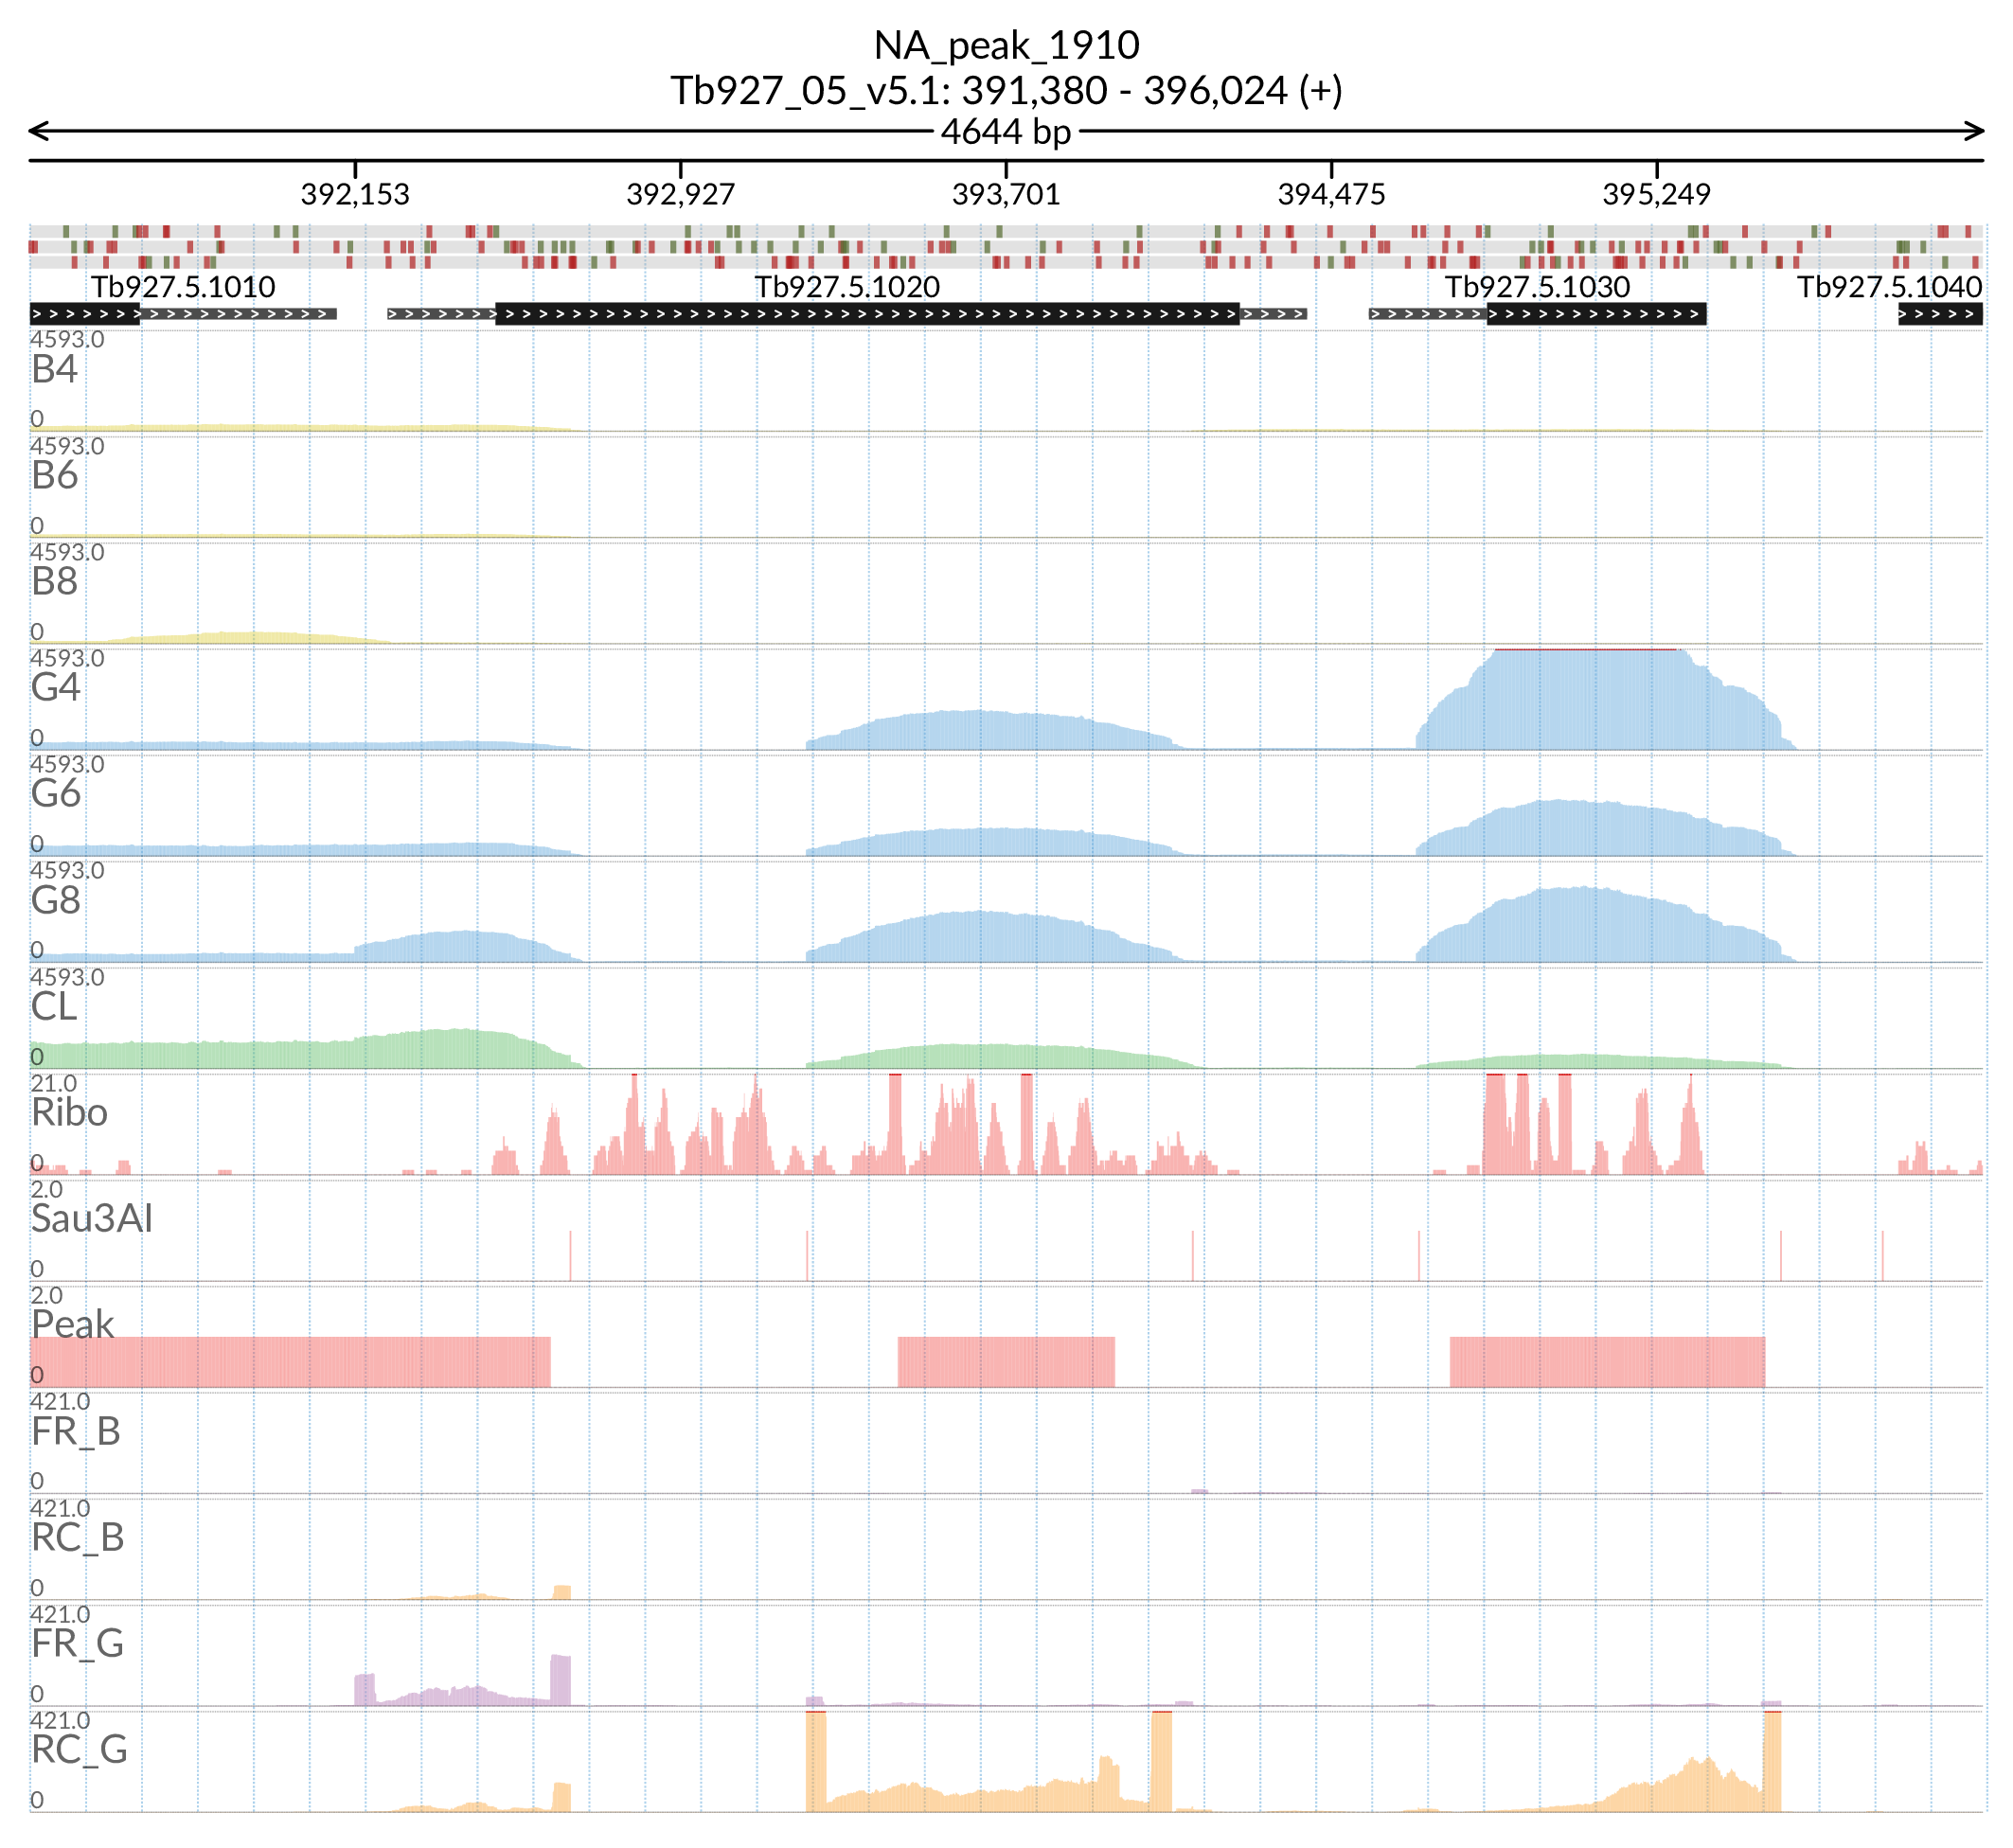 NA_peak_1910
Tb927_05_v5.1: 391,380 - 396,024 (+)
4644 bp
392,153 392,927 393,701 394,475 395,249
Tb927.5.1010 Tb927.5.1020 Tb927.5.1030 Tb927.5.1040
4593.0
B4
0
4593.0
B6
0
4593.0
B8
0
4593.0
G4
0
4593.0
G6
0
4593.0
G8
0
4593.0
CL
0
21.0
Ribo
0
2.0
Sau3AI
0
2.0
Peak
0
421.0
FR_B
0
421.0
RC_B
0
421.0
FR_G
0
421.0
RC_G
0